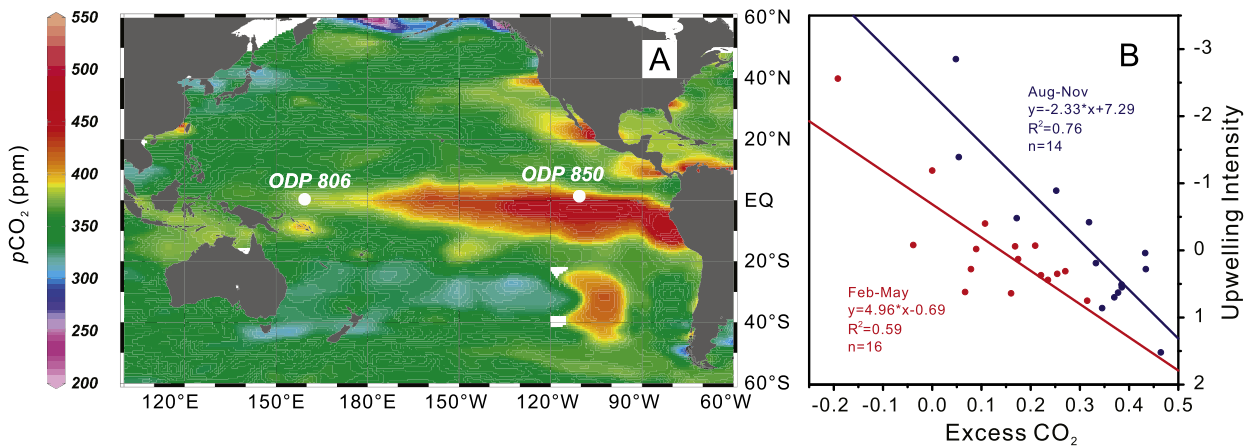 550
500
450
400
350
300
250
200
pCO2 (ppm)
A
ODP 806
ODP 850
60°N
40°N
20°N
EQ
20°S
40°S
60°S
120°E
150°E
180°E
150°W
120°W
90°W
60°W
B
Aug-Nov
y=-2.33*x+7.29
R²=0.76
n=14
Feb-May
y=4.96*x-0.69
R²=0.59
n=16
-3
-2
-1
0
1
2
Upwelling Intensity
-0.2
-0.1
0.0
0.1
0.2
0.3
0.4
0.5
Excess CO2